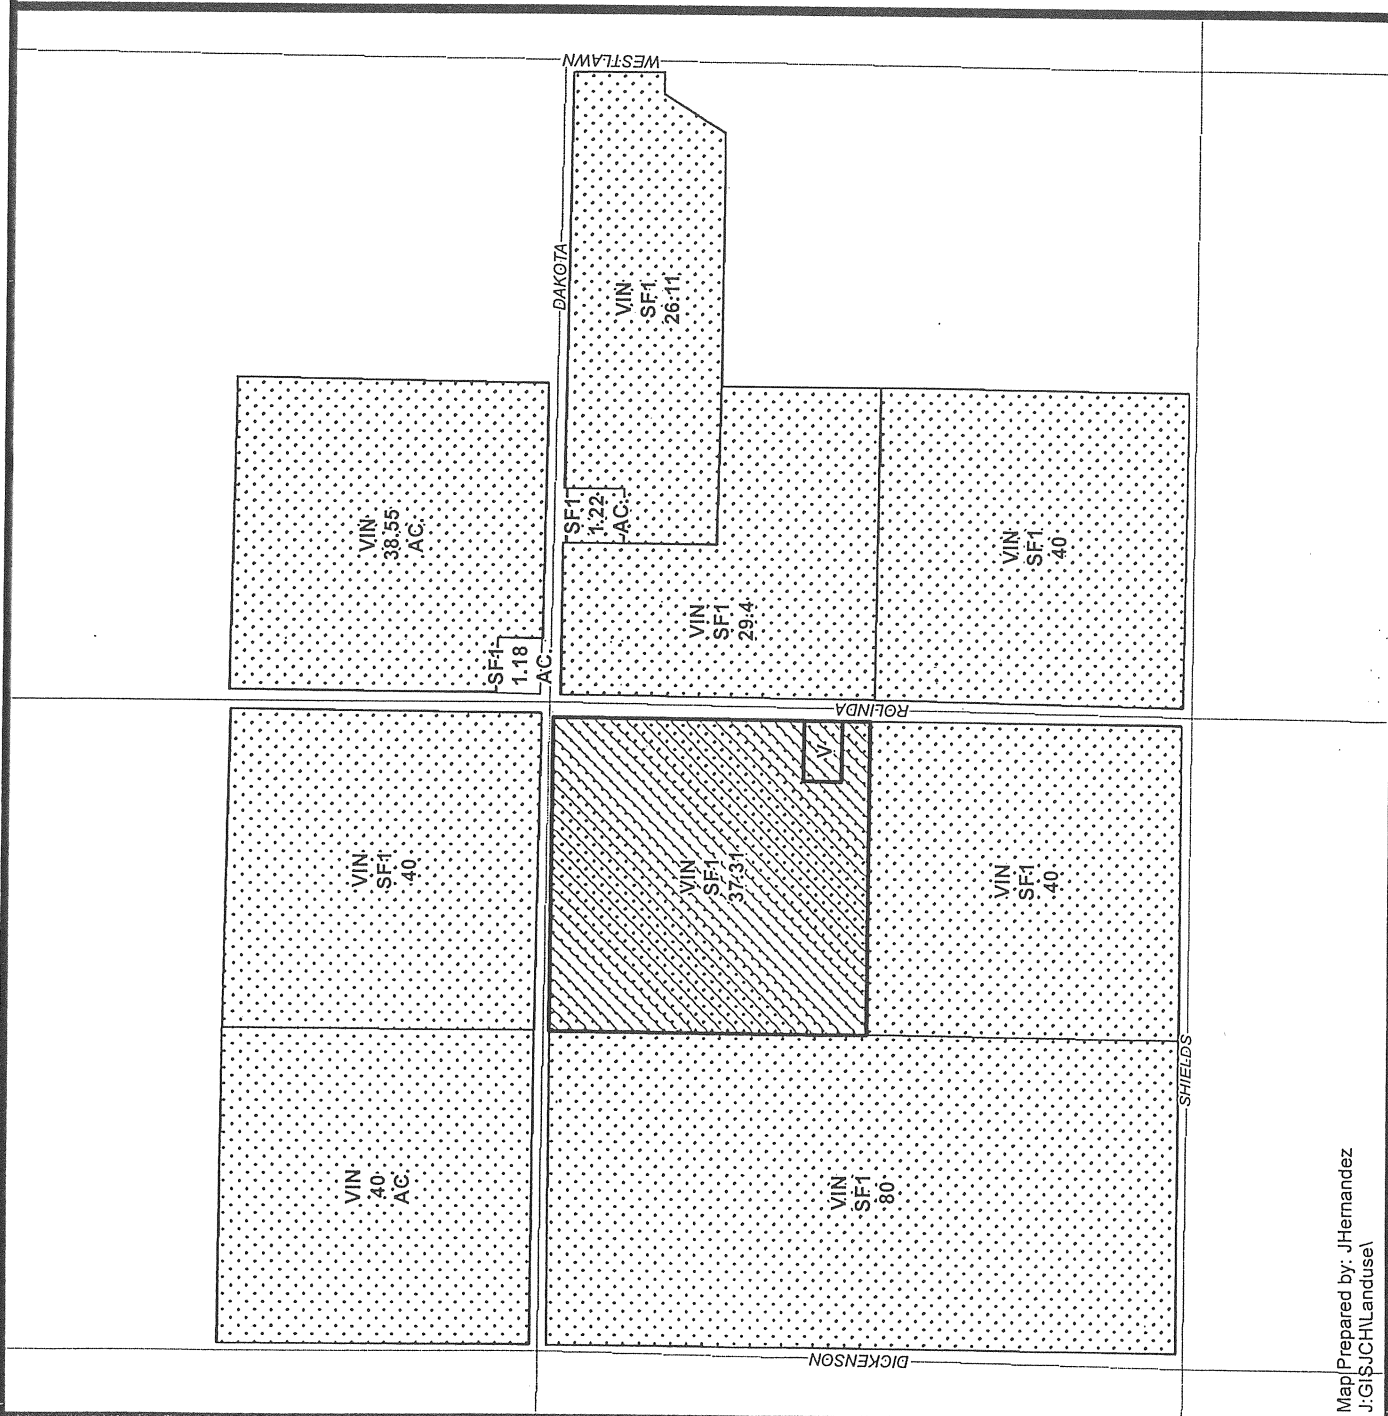 VIN
40
AC.
VIN
SF1
40
VIN
38.55
AC.
SF1
1.18
AC.
DAKOTA
WESTLAWN
SF1
1.22
AC.
VIN
SF1
26.11
VIN
SF1
37.31
V
VIN
SF1
29.4
DICKENSON
VIN
SF1
80
ROLINDA
VIN
SF1
40
VIN
SF1
40
SHIELDS
Map Prepared by: JHernandez
J:GISJCH\Landuse\